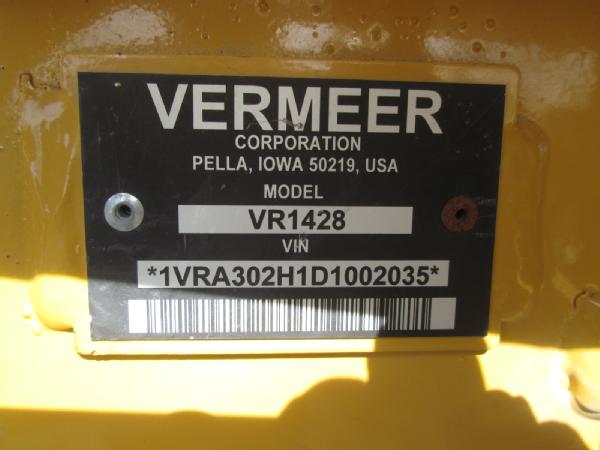 VERMEER
CORPORATION
PELLA, IOWA 50219, USA
MODEL
VR1428
VIN
*1VRA302H1D1002035*